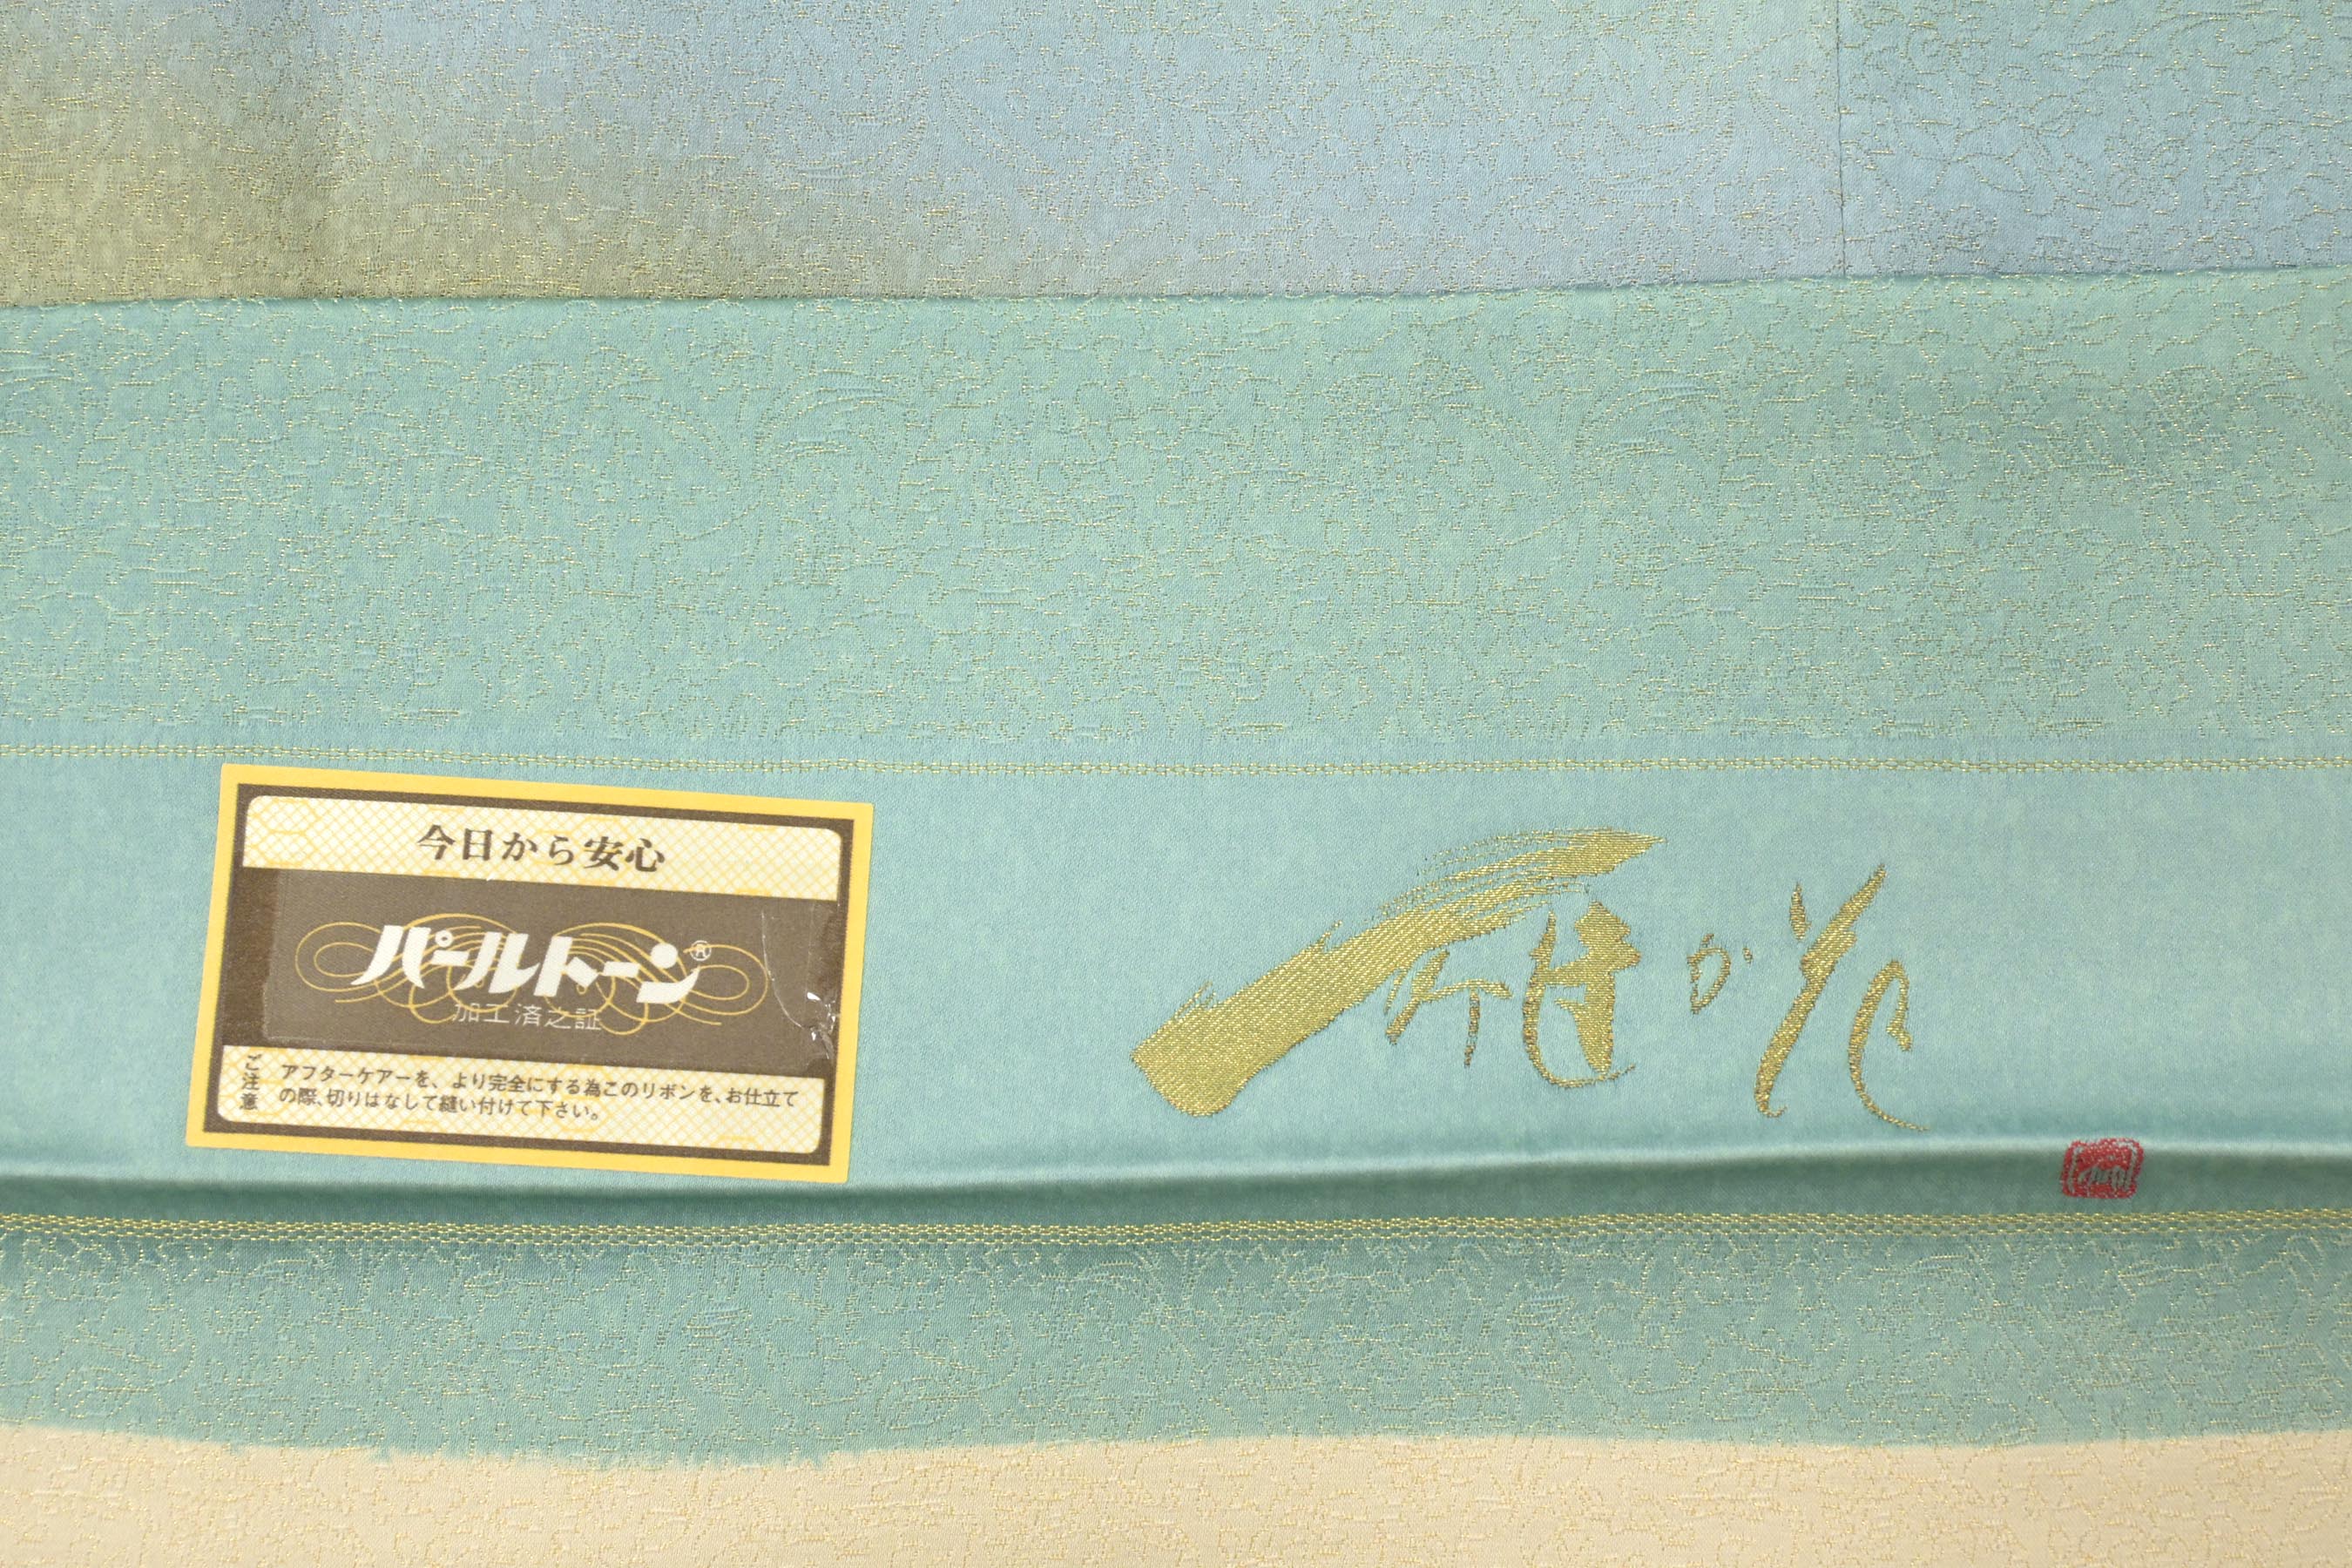 今日から安心
パールトーン®
加工済之証
ご注意
アフターケアーを、より完全にする為このリボンを、お仕立て
の際、切りはなして縫い付けて下さい。